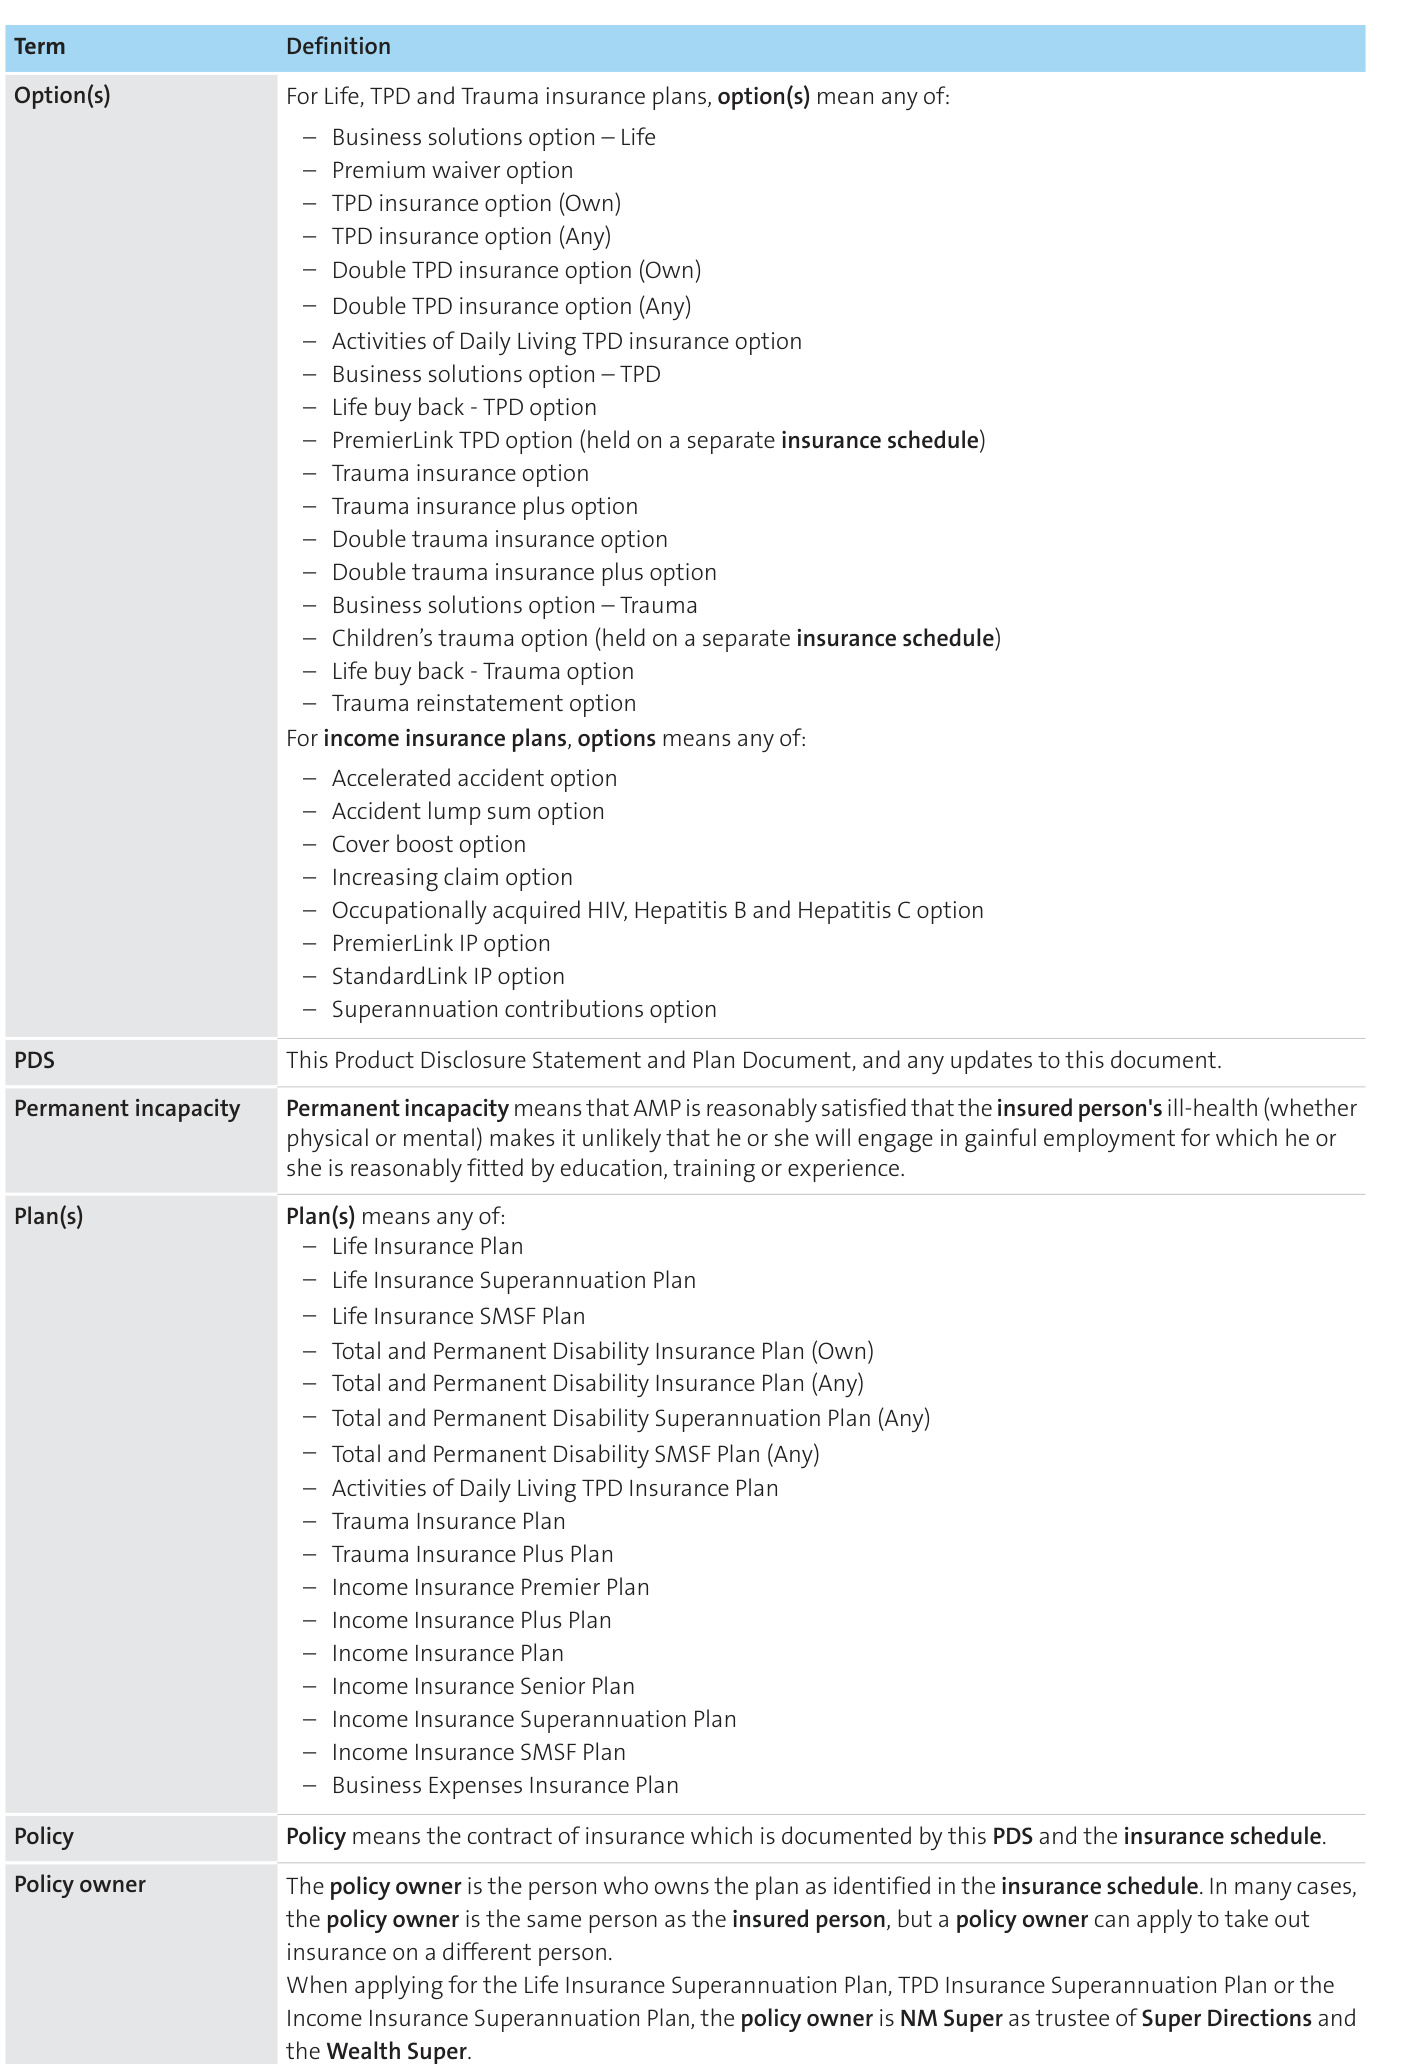 Term Definition
Option(s) For Life, TPD and Trauma insurance plans, option(s) mean any of:
– Business solutions option – Life
– Premium waiver option
– TPD insurance option (Own)
– TPD insurance option (Any)
– Double TPD insurance option (Own)
– Double TPD insurance option (Any)
– Activities of Daily Living TPD insurance option
– Business solutions option – TPD
– Life buy back - TPD option
– PremierLink TPD option (held on a separate insurance schedule)
– Trauma insurance option
– Trauma insurance plus option
– Double trauma insurance option
– Double trauma insurance plus option
– Business solutions option – Trauma
– Children’s trauma option (held on a separate insurance schedule)
– Life buy back - Trauma option
– Trauma reinstatement option
For income insurance plans, options means any of:
– Accelerated accident option
– Accident lump sum option
– Cover boost option
– Increasing claim option
– Occupationally acquired HIV, Hepatitis B and Hepatitis C option
– PremierLink IP option
– StandardLink IP option
– Superannuation contributions option
PDS This Product Disclosure Statement and Plan Document, and any updates to this document.
Permanent incapacity Permanent incapacity means that AMP is reasonably satisfied that the insured person's ill-health (whether
physical or mental) makes it unlikely that he or she will engage in gainful employment for which he or
she is reasonably fitted by education, training or experience.
Plan(s) Plan(s) means any of:
– Life Insurance Plan
– Life Insurance Superannuation Plan
– Life Insurance SMSF Plan
– Total and Permanent Disability Insurance Plan (Own)
– Total and Permanent Disability Insurance Plan (Any)
– Total and Permanent Disability Superannuation Plan (Any)
– Total and Permanent Disability SMSF Plan (Any)
– Activities of Daily Living TPD Insurance Plan
– Trauma Insurance Plan
– Trauma Insurance Plus Plan
– Income Insurance Premier Plan
– Income Insurance Plus Plan
– Income Insurance Plan
– Income Insurance Senior Plan
– Income Insurance Superannuation Plan
– Income Insurance SMSF Plan
– Business Expenses Insurance Plan
Policy Policy means the contract of insurance which is documented by this PDS and the insurance schedule.
Policy owner The policy owner is the person who owns the plan as identified in the insurance schedule. In many cases,
the policy owner is the same person as the insured person, but a policy owner can apply to take out
insurance on a different person.
When applying for the Life Insurance Superannuation Plan, TPD Insurance Superannuation Plan or the
Income Insurance Superannuation Plan, the policy owner is NM Super as trustee of Super Directions and
the Wealth Super.